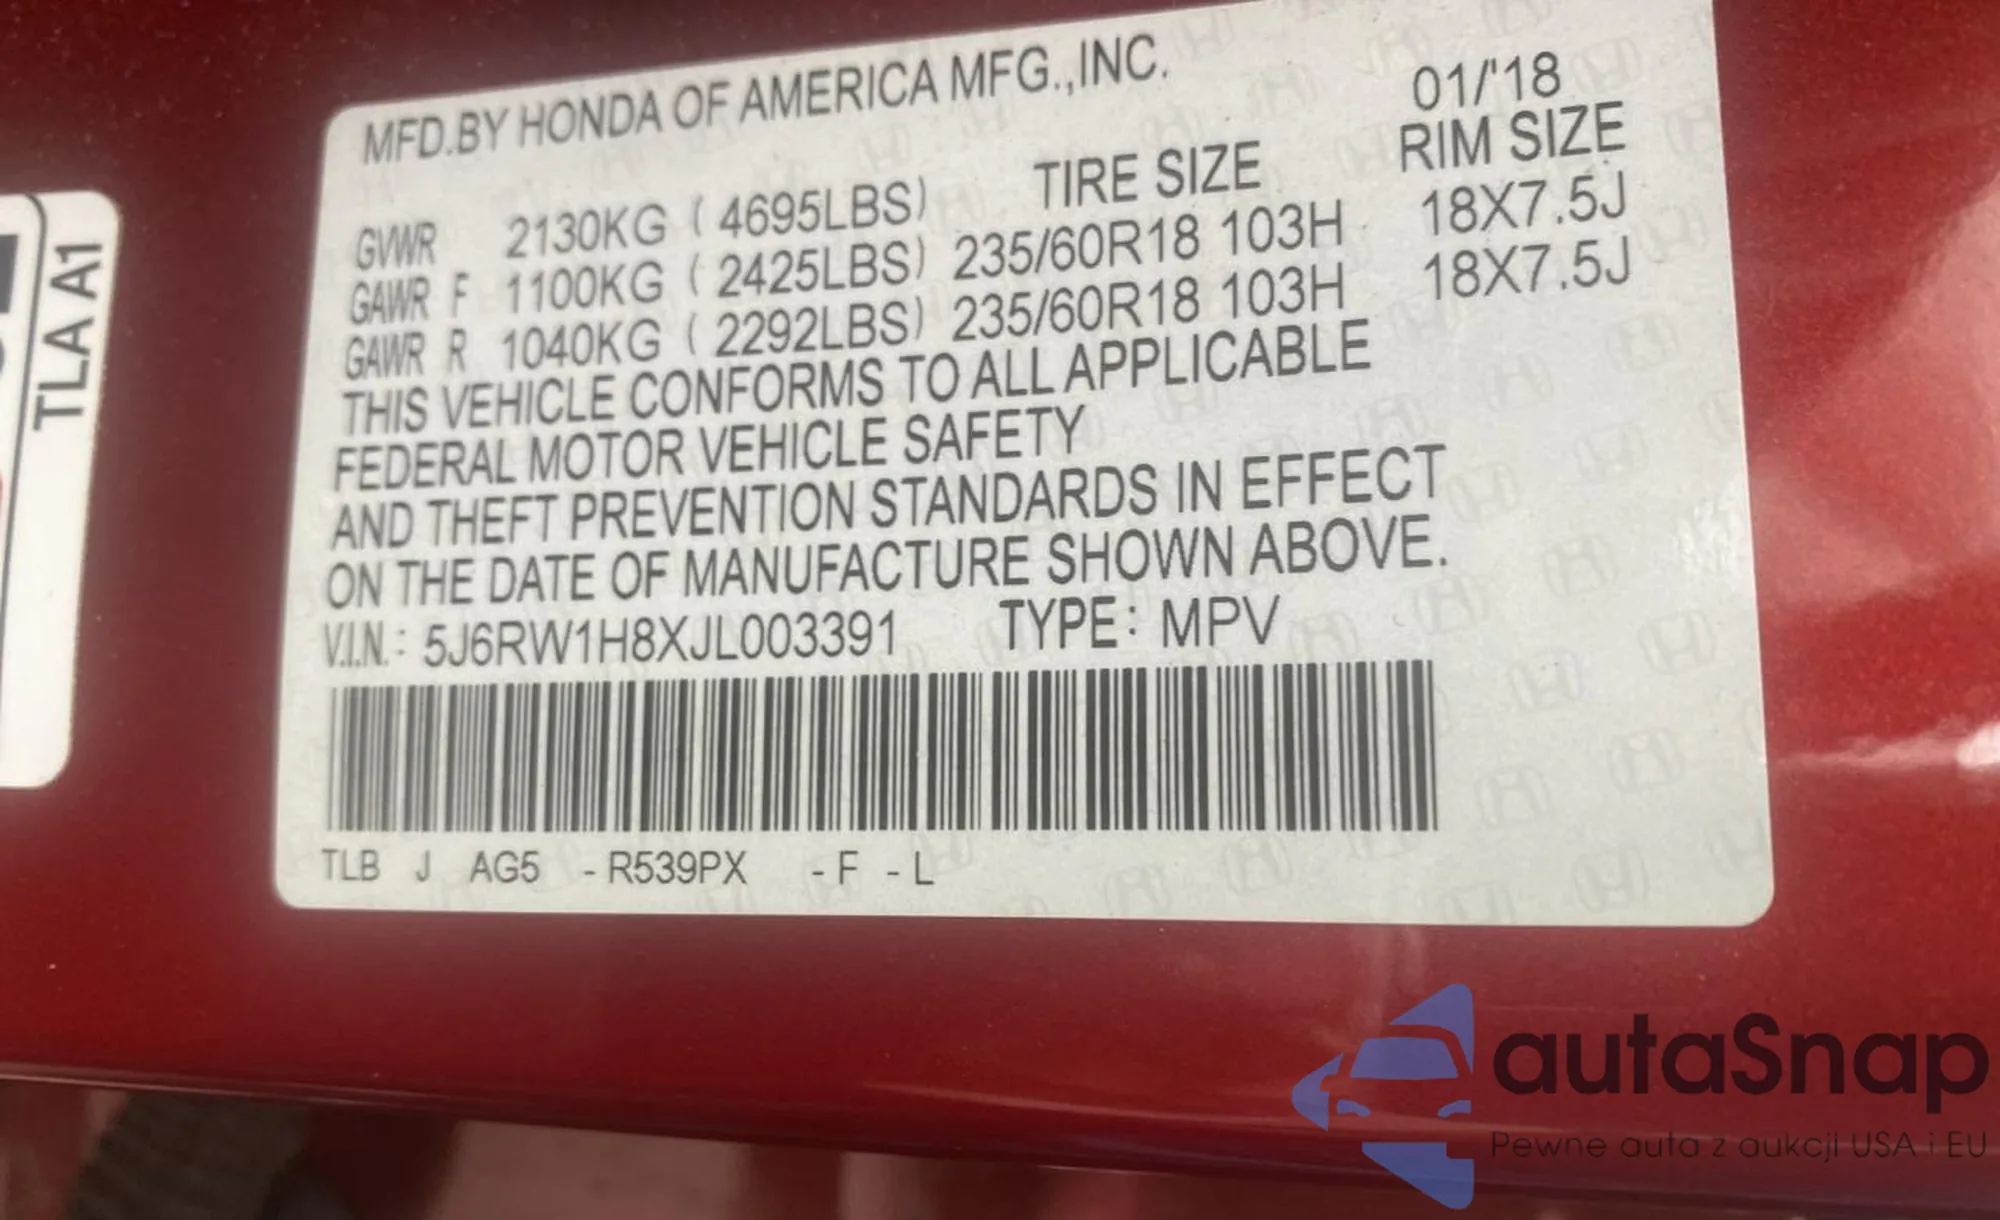 MFD.BY HONDA OF AMERICA MFG.,INC.
01/'18
TIRE SIZE RIM SIZE
GVWR 2130KG ( 4695LBS)
GAWR F 1100KG ( 2425LBS) 235/60R18 103H 18X7.5J
GAWR R 1040KG ( 2292LBS) 235/60R18 103H 18X7.5J
THIS VEHICLE CONFORMS TO ALL APPLICABLE
FEDERAL MOTOR VEHICLE SAFETY
AND THEFT PREVENTION STANDARDS IN EFFECT
ON THE DATE OF MANUFACTURE SHOWN ABOVE.
V.I.N.: 5J6RW1H8XJL003391 TYPE: MPV
TLB J AG5 -R539PX -F -L
TLA A1
autaSnap
Pewne auta z aukcji USA i EU